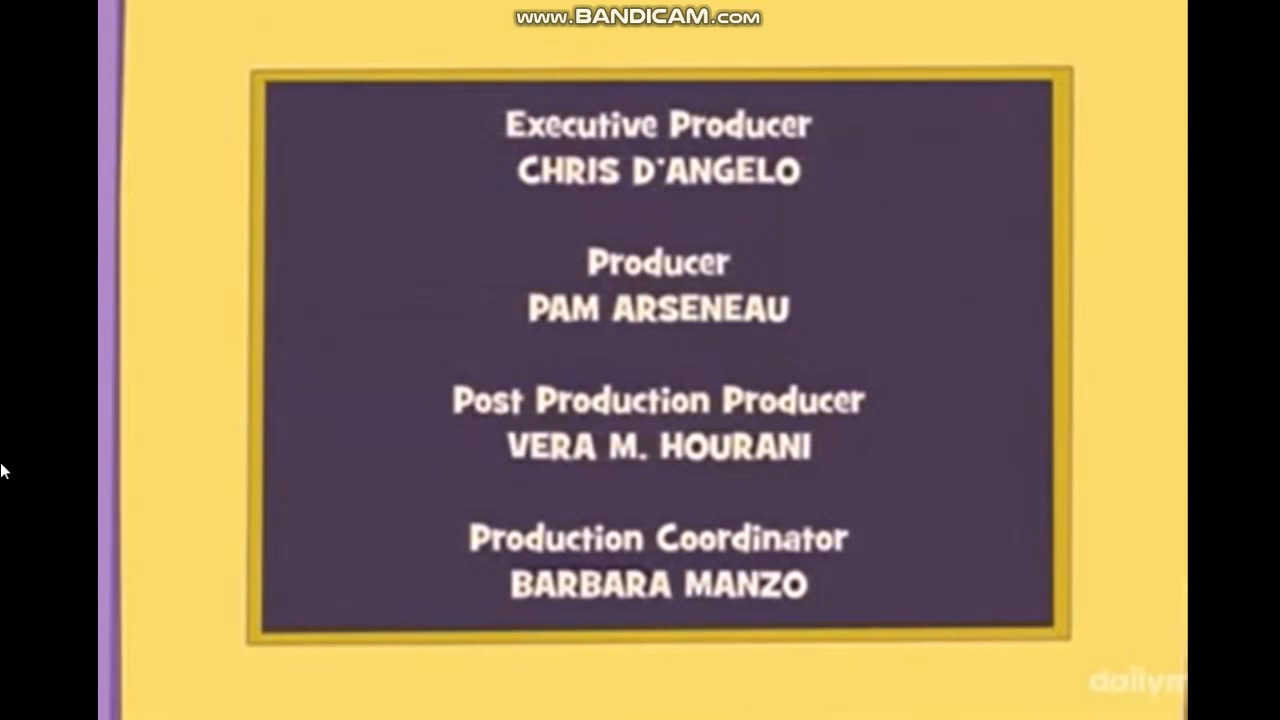 www.BANDICAM.com
Executive Producer
CHRIS D'ANGELO
Producer
PAM ARSENEAU
Post Production Producer
VERA M. HOURANI
Production Coordinator
BARBARA MANZO
dailym